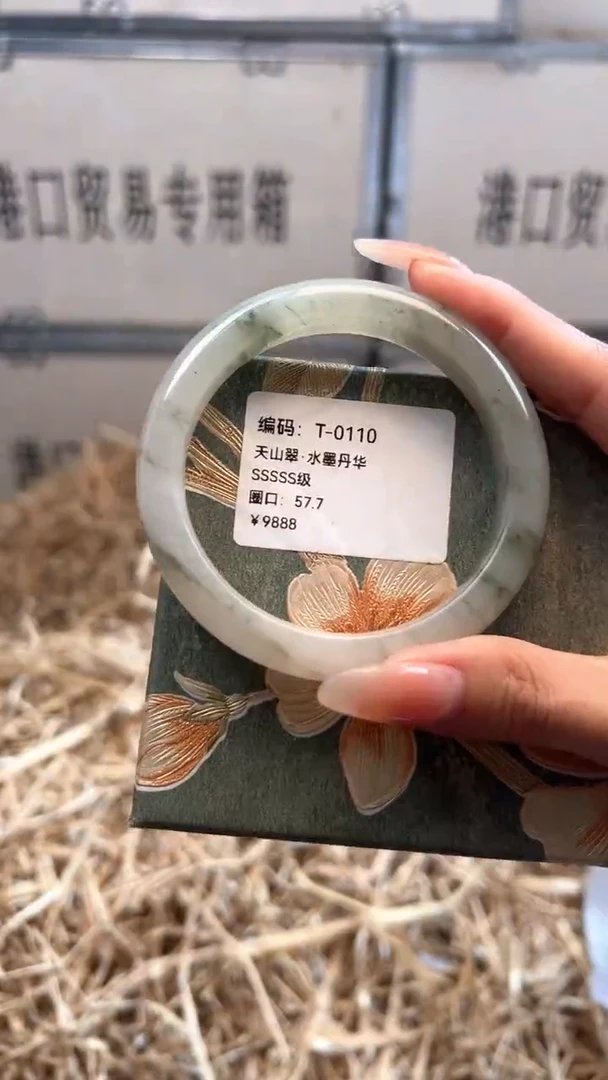 港口贸易专用箱
港口贸
编码：T-0110
天山翠·水墨丹华
SSSSS级
圈口：57.7
￥9888